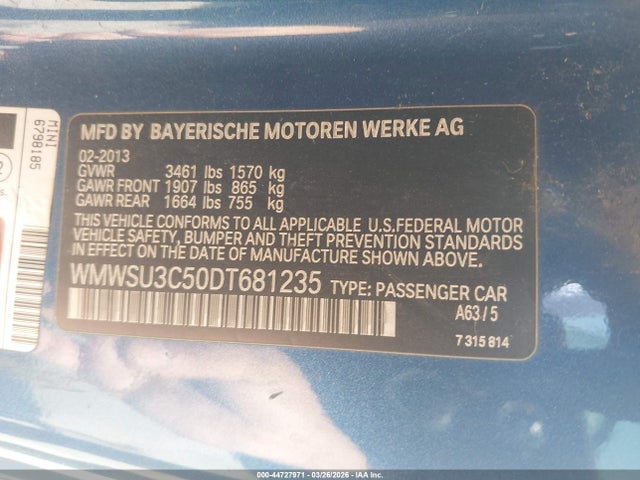 MINI
6798185
MFD BY BAYERISCHE MOTOREN WERKE AG
02-2013
GVWR 3461 lbs 1570 kg
GAWR FRONT 1907 lbs 865 kg
GAWR REAR 1664 lbs 755 kg
THIS VEHICLE CONFORMS TO ALL APPLICABLE U.S.FEDERAL MOTOR
VEHICLE SAFETY, BUMPER AND THEFT PREVENTION STANDARDS
IN EFFECT ON THE DATE OF MANUFACTURE SHOWN ABOVE.
WMWSU3C50DT681235 TYPE: PASSENGER CAR
A63/5
7 315 814
000-44727971 | 03/26/2026 - IAA Inc.